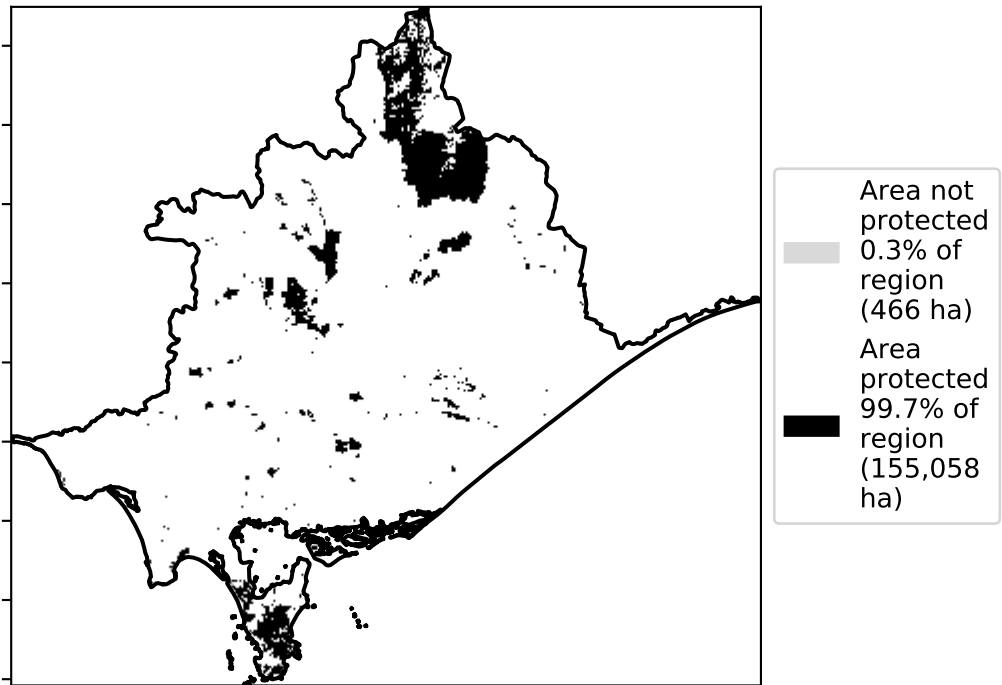 Area not
protected
0.3% of
region
(466 ha)
Area
protected
99.7% of
region
(155,058
ha)